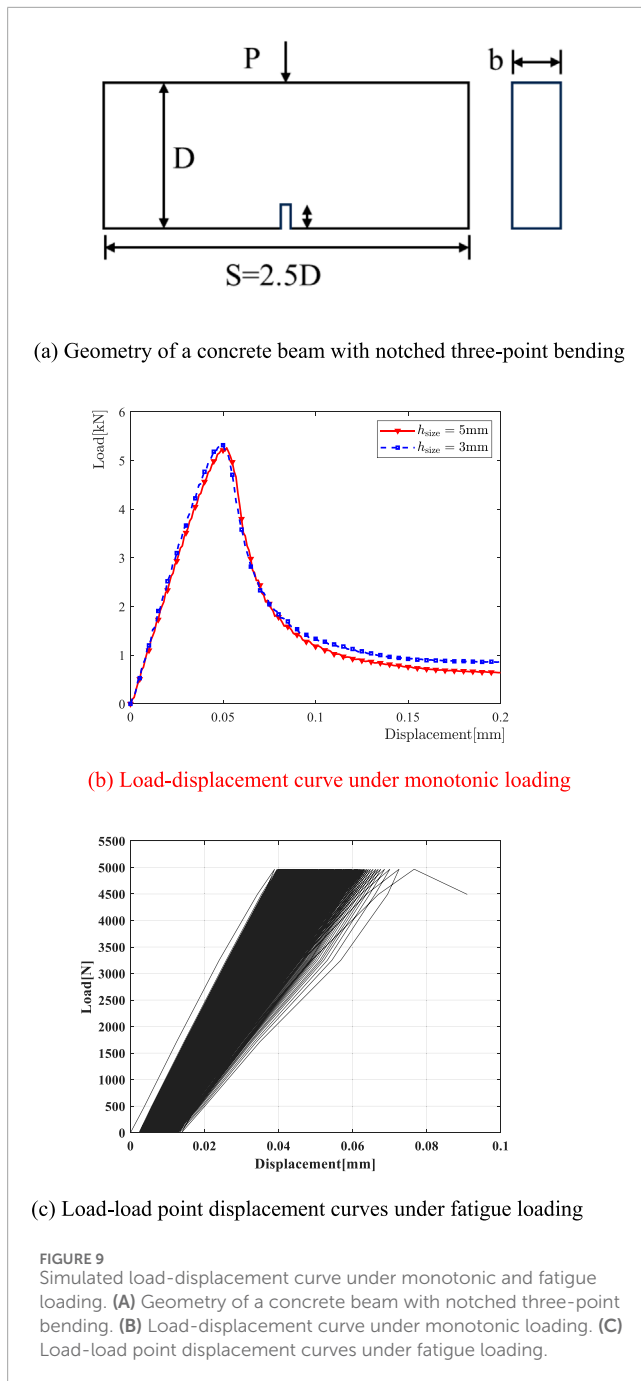 P
b
D
S=2.5D
(a) Geometry of a concrete beam with notched three-point bending
6
Load[kN]
h_size = 5mm
h_size = 3mm
5
4
3
2
1
0
0 0.05 0.1 0.15 0.2
Displacement[mm]
(b) Load-displacement curve under monotonic loading
5500
5000
4500
4000
3500
3000
Load[N]
2500
2000
1500
1000
500
0
0 0.02 0.04 0.06 0.08 0.1
Displacement[mm]
(c) Load-load point displacement curves under fatigue loading
FIGURE 9
Simulated load-displacement curve under monotonic and fatigue
loading. (A) Geometry of a concrete beam with notched three-point
bending. (B) Load-displacement curve under monotonic loading. (C)
Load-load point displacement curves under fatigue loading.